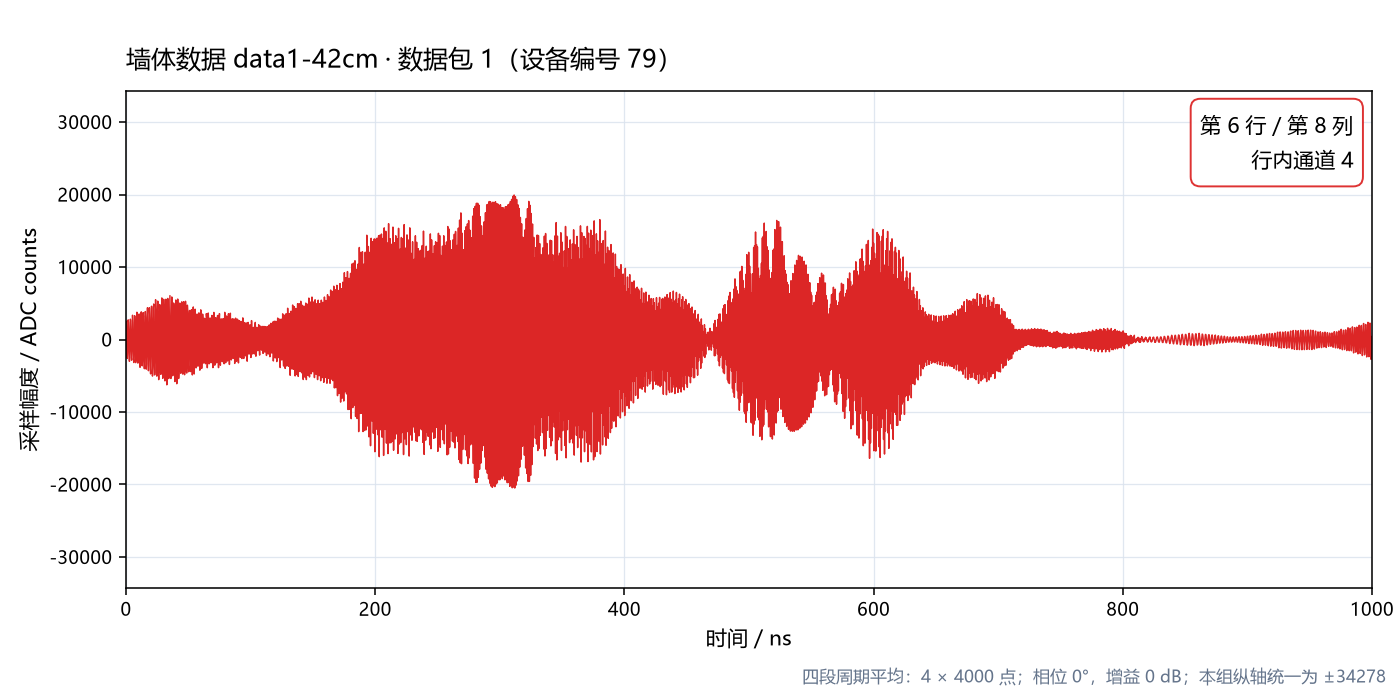 墙体数据 data1-42cm · 数据包 1（设备编号 79）
第 6 行 / 第 8 列
行内通道 4
采样幅度 / ADC counts
30000
20000
10000
0
-10000
-20000
-30000
0
200
400
600
800
1000
时间 / ns
四段周期平均：4 × 4000 点；相位 0°，增益 0 dB；本组纵轴统一为 ±34278